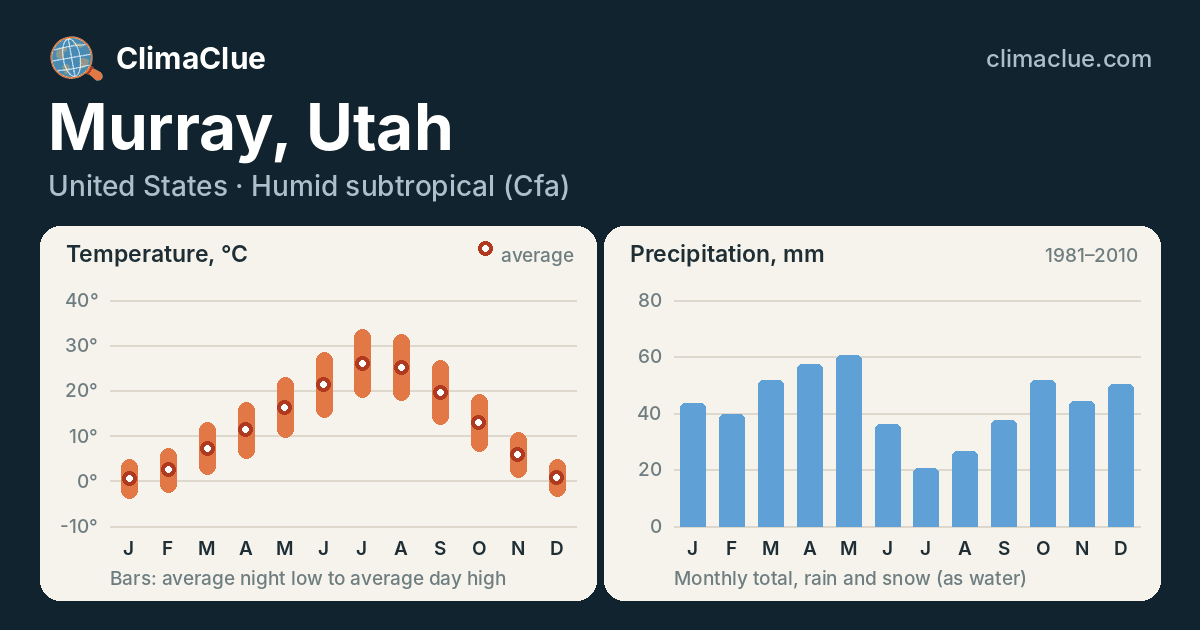 ClimaClue
climaclue.com
Murray, Utah
United States · Humid subtropical (Cfa)
Temperature, °C
average
40°
30°
20°
10°
0°
-10°
J F M A M J J A S O N D
Bars: average night low to average day high
Precipitation, mm
1981–2010
80
60
40
20
0
J F M A M J J A S O N D
Monthly total, rain and snow (as water)